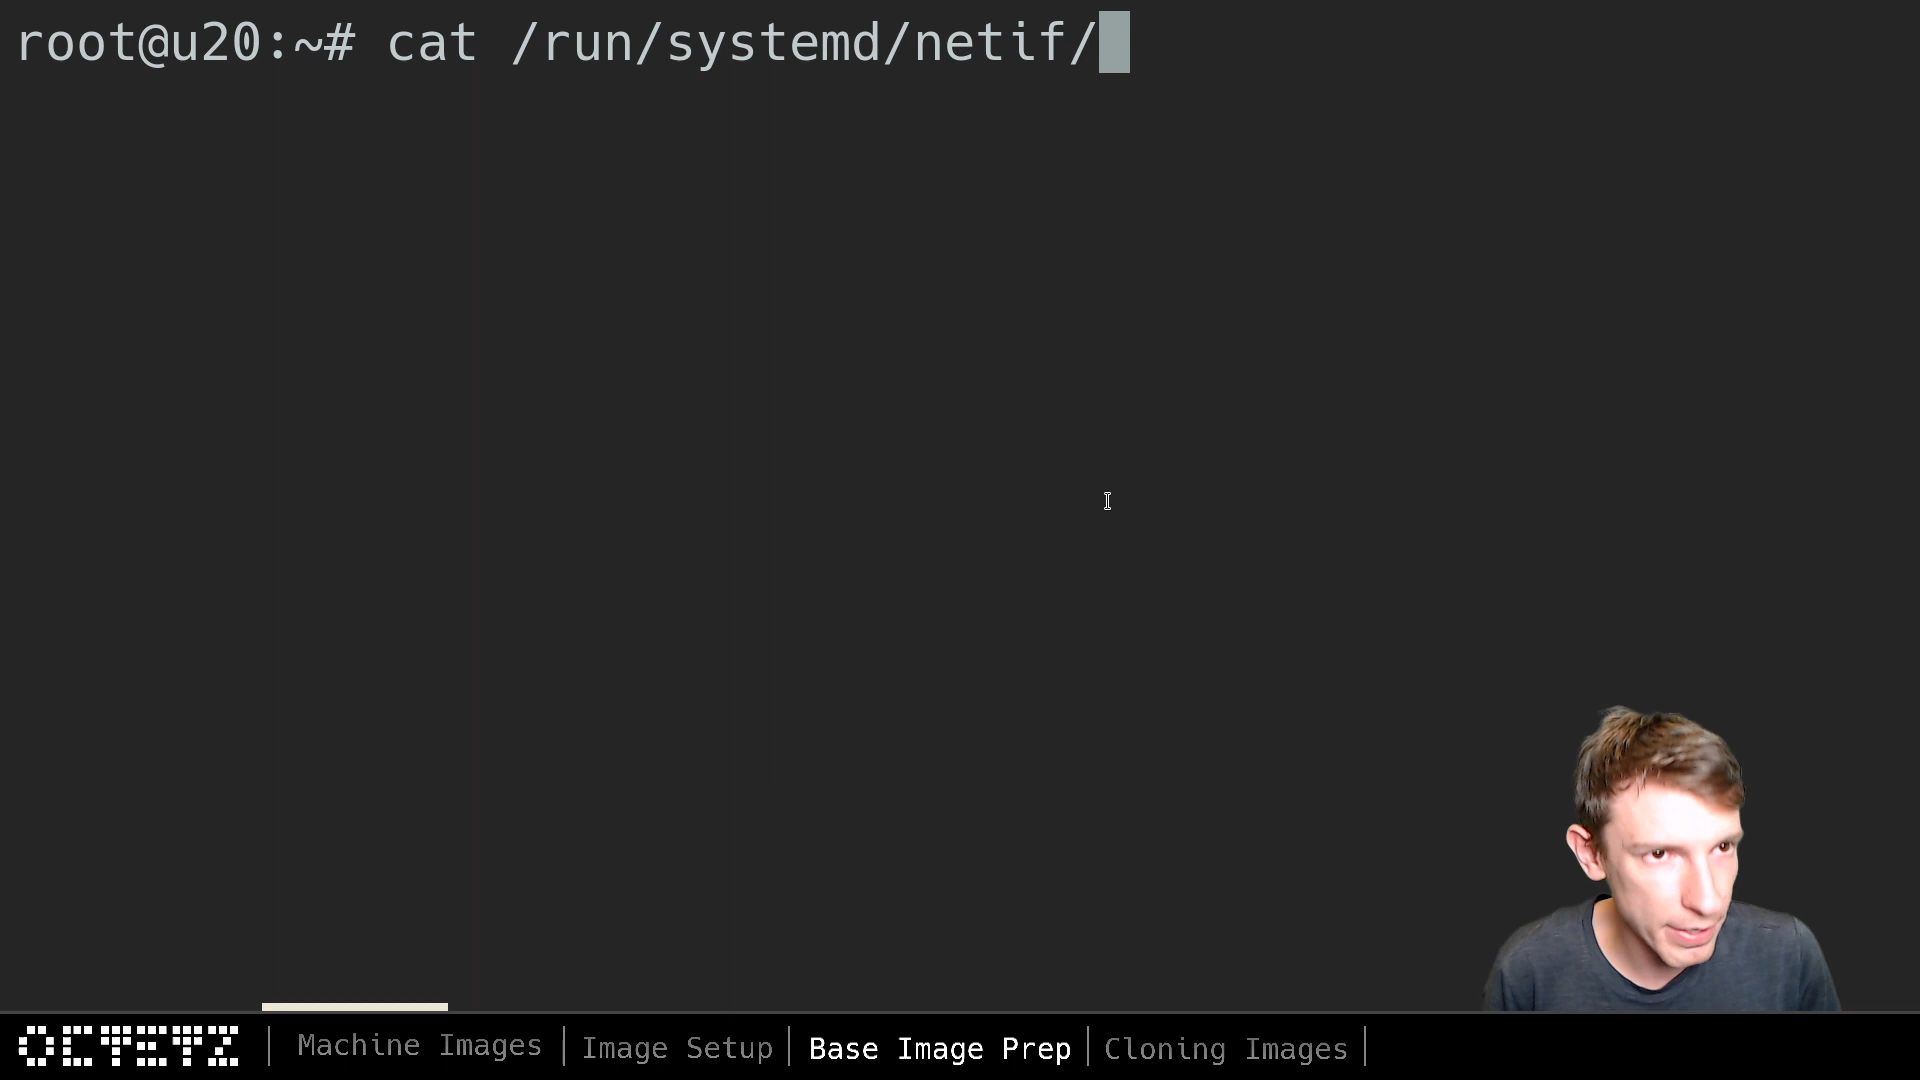 root@u20:~# cat /run/systemd/netif/
OCTETZ | Machine Images | Image Setup | Base Image Prep | Cloning Images |